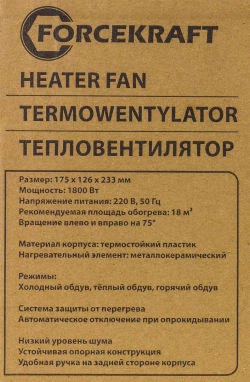 FORCEKRAFT
HEATER FAN
TERMOWENTYLATOR
ТЕПЛОВЕНТИЛЯТОР
Размер: 175 x 126 x 233 мм
Мощность: 1800 Вт
Напряжение питания: 220 В, 50 Гц
Рекомендуемая площадь обогрева: 18 м²
Вращение влево и вправо на 75°
Материал корпуса: термостойкий пластик
Нагревательный элемент: металлокерамический
Режимы:
Холодный обдув, тёплый обдув, горячий обдув
Система защиты от перегрева
Автоматическое отключение при опрокидывании
Низкий уровень шума
Устойчивая опорная конструкция
Удобная ручка на задней стороне корпуса